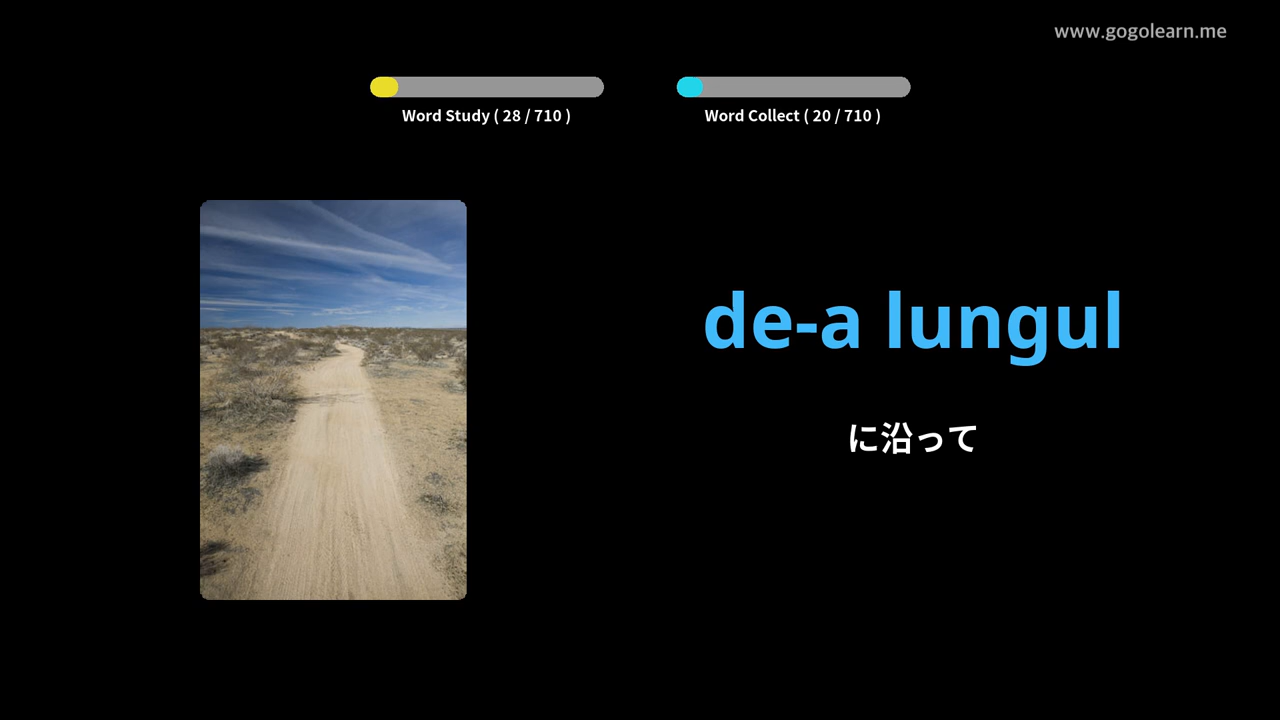 www.gogolearn.me
Word Study ( 28 / 710 )
Word Collect ( 20 / 710 )
de-a lungul
に沿って